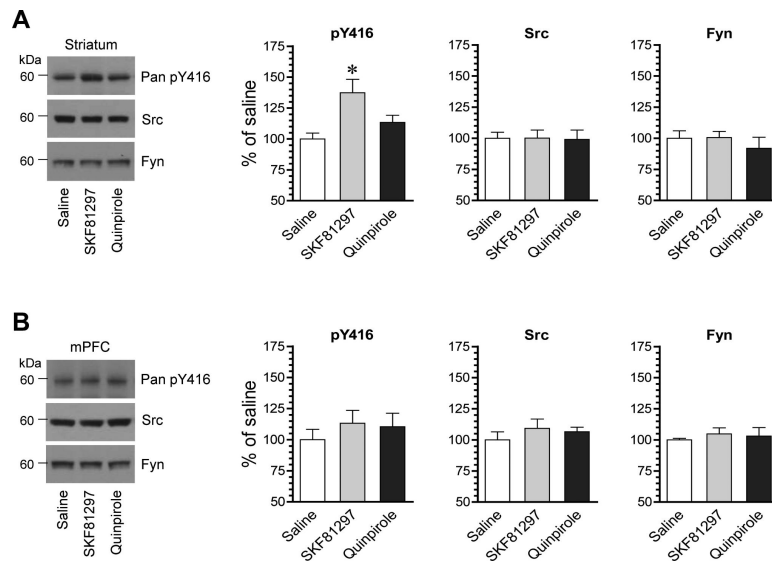 A
Striatum
kDa
60
Pan pY416
60
Src
60
Fyn
Saline
SKF81297
Quinpirole
pY416
% of saline
175
150
125
100
75
50
*
Saline
SKF81297
Quinpirole
Src
175
150
125
100
75
50
Saline
SKF81297
Quinpirole
Fyn
175
150
125
100
75
50
Saline
SKF81297
Quinpirole
B
mPFC
kDa
60
Pan pY416
60
Src
60
Fyn
Saline
SKF81297
Quinpirole
pY416
% of saline
175
150
125
100
75
50
Saline
SKF81297
Quinpirole
Src
175
150
125
100
75
50
Saline
SKF81297
Quinpirole
Fyn
175
150
125
100
75
50
Saline
SKF81297
Quinpirole